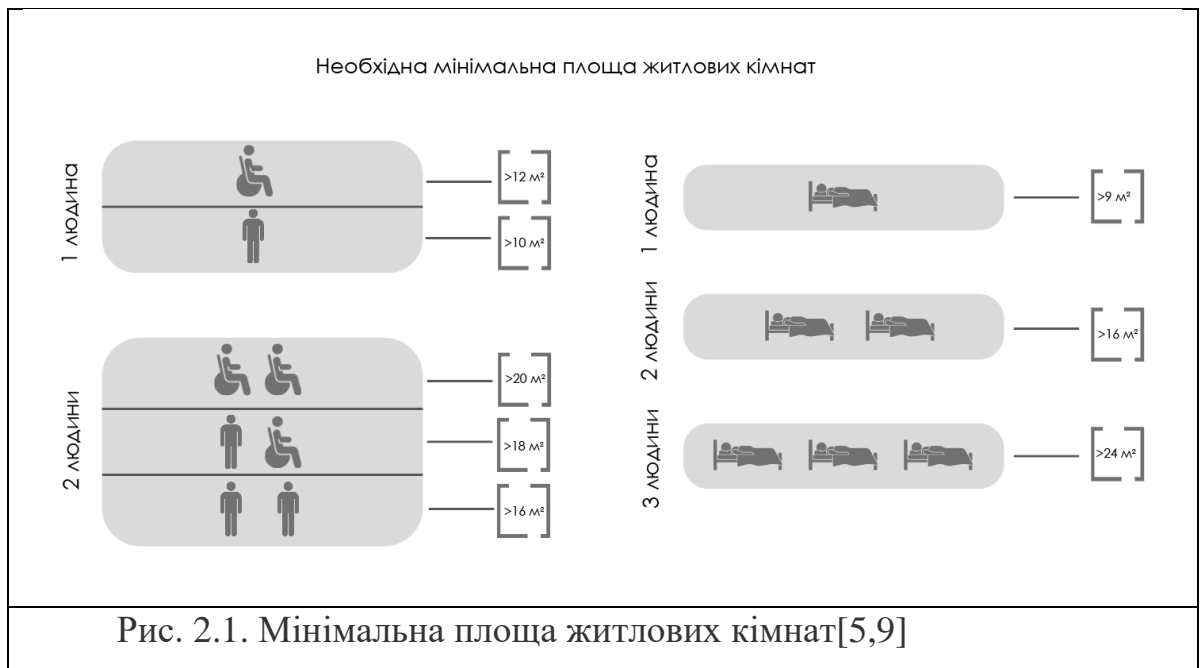 Необхідна мінімальна площа житлових кімнат
1 людина
>12 м²
>10 м²
2 людини
>20 м²
>18 м²
>16 м²
1 людина
>9 м²
2 людини
>16 м²
3 людини
>24 м²
Рис. 2.1. Мінімальна площа житлових кімнат[5,9]